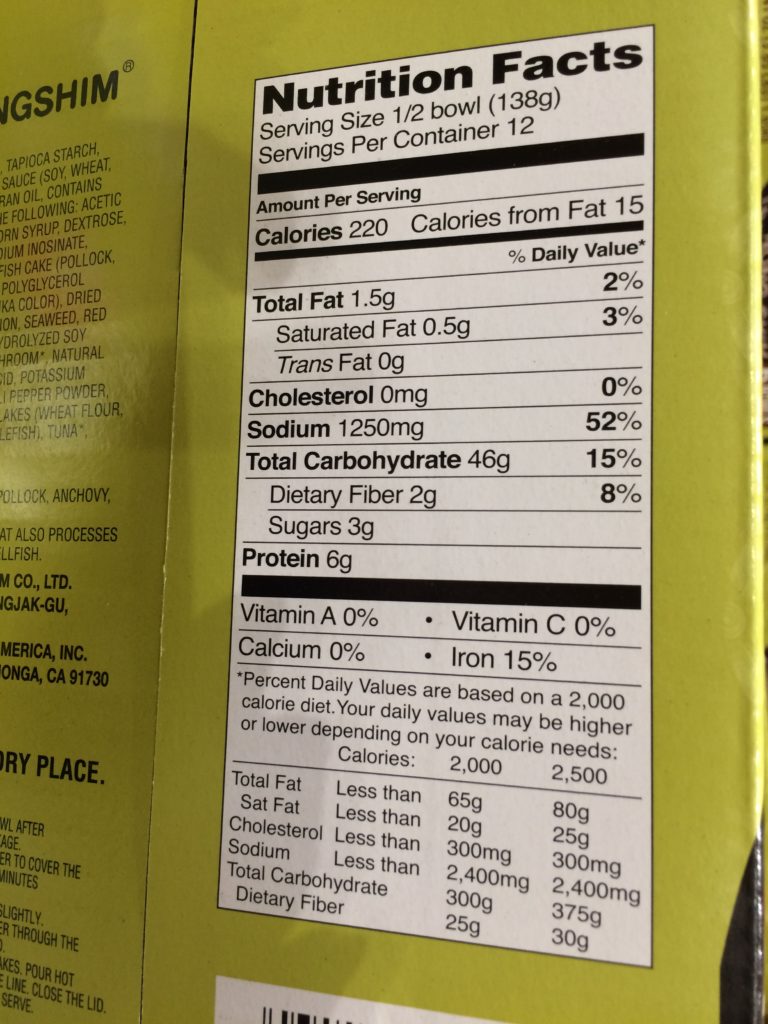 NGSHIM®
, TAPIOCA STARCH,
SAUCE (SOY, WHEAT,
RAN OIL, CONTAINS
HE FOLLOWING: ACETIC
ORN SYRUP, DEXTROSE,
DIUM INOSINATE,
FISH CAKE (POLLOCK,
POLYGLYCEROL
KA COLOR), DRIED
ION, SEAWEED, RED
YDROLYZED SOY
HROOM*, NATURAL
CID, POTASSIUM
LI PEPPER POWDER,
LAKES (WHEAT FLOUR,
LEFISH), TUNA*,
POLLOCK, ANCHOVY,
AT ALSO PROCESSES
LLFISH.
M CO., LTD.
NGJAK-GU,
MERICA, INC.
ONGA, CA 91730
DRY PLACE.
WL AFTER
AGE.
ER TO COVER THE
MINUTES
SLIGHTLY.
ER THROUGH THE
AKES. POUR HOT
E LINE. CLOSE THE LID.
SERVE.
Nutrition Facts
Serving Size 1/2 bowl (138g)
Servings Per Container 12
Amount Per Serving
Calories 220 Calories from Fat 15
% Daily Value*
Total Fat 1.5g 2%
Saturated Fat 0.5g 3%
Trans Fat 0g
Cholesterol 0mg 0%
Sodium 1250mg 52%
Total Carbohydrate 46g 15%
Dietary Fiber 2g 8%
Sugars 3g
Protein 6g
Vitamin A 0% • Vitamin C 0%
Calcium 0% • Iron 15%
*Percent Daily Values are based on a 2,000
calorie diet. Your daily values may be higher
or lower depending on your calorie needs:
Calories: 2,000 2,500
Total Fat Less than 65g 80g
Sat Fat Less than 20g 25g
Cholesterol Less than 300mg 300mg
Sodium Less than 2,400mg 2,400mg
Total Carbohydrate 300g 375g
Dietary Fiber 25g 30g